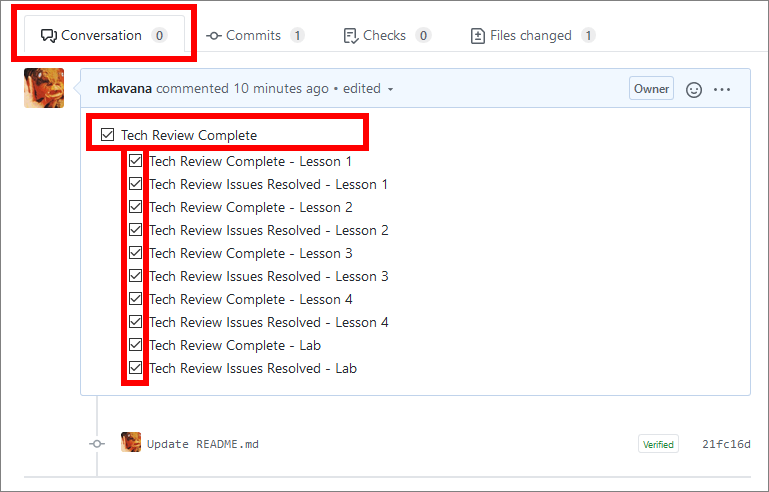 Conversation 0 Commits 1 Checks 0 Files changed 1
mkavana commented 10 minutes ago • edited Owner
Tech Review Complete
Tech Review Complete - Lesson 1
Tech Review Issues Resolved - Lesson 1
Tech Review Complete - Lesson 2
Tech Review Issues Resolved - Lesson 2
Tech Review Complete - Lesson 3
Tech Review Issues Resolved - Lesson 3
Tech Review Complete - Lesson 4
Tech Review Issues Resolved - Lesson 4
Tech Review Complete - Lab
Tech Review Issues Resolved - Lab
Update README.md Verified 21fc16d